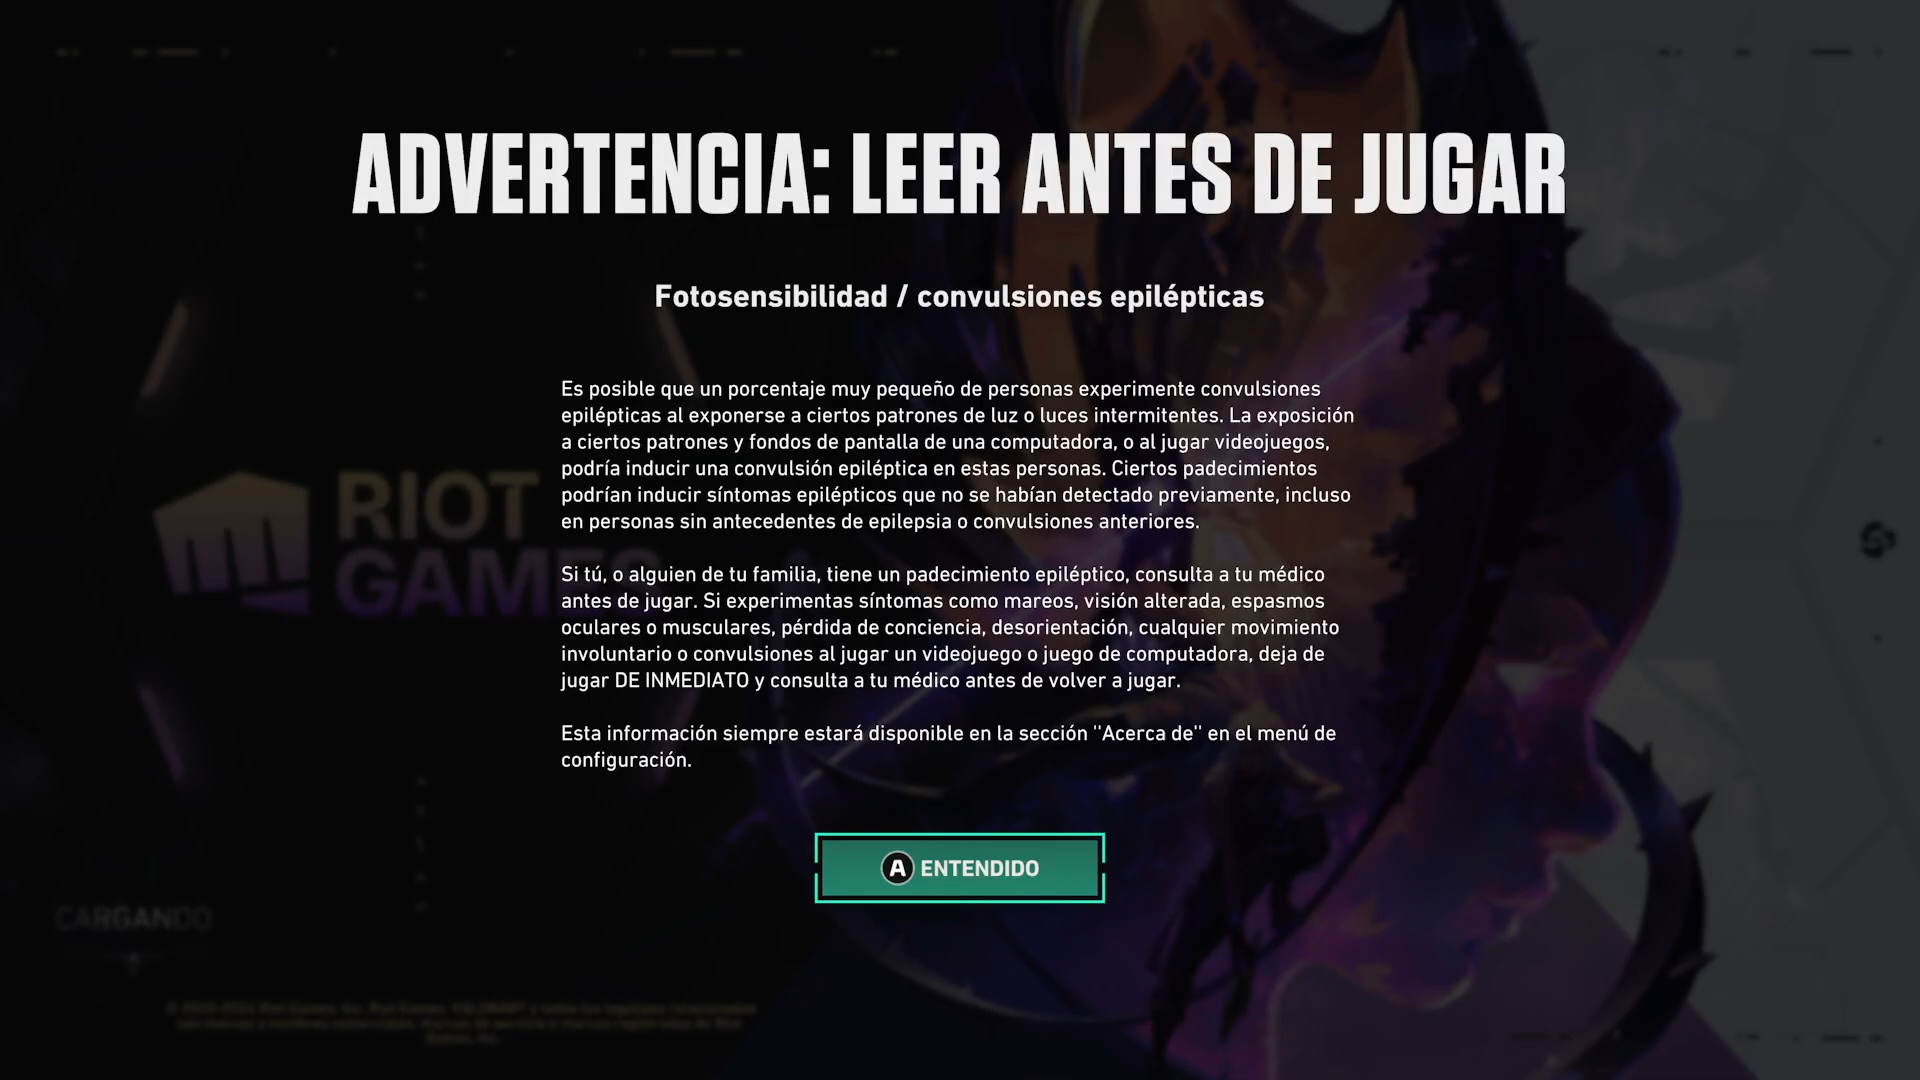 ADVERTENCIA: LEER ANTES DE JUGAR
Fotosensibilidad / convulsiones epilépticas
Es posible que un porcentaje muy pequeño de personas experimente convulsiones
epilépticas al exponerse a ciertos patrones de luz o luces intermitentes. La exposición
a ciertos patrones y fondos de pantalla de una computadora, o al jugar videojuegos,
podría inducir una convulsión epiléptica en estas personas. Ciertos padecimientos
podrían inducir síntomas epilépticos que no se habían detectado previamente, incluso
en personas sin antecedentes de epilepsia o convulsiones anteriores.
Si tú, o alguien de tu familia, tiene un padecimiento epiléptico, consulta a tu médico
antes de jugar. Si experimentas síntomas como mareos, visión alterada, espasmos
oculares o musculares, pérdida de conciencia, desorientación, cualquier movimiento
involuntario o convulsiones al jugar un videojuego o juego de computadora, deja de
jugar DE INMEDIATO y consulta a tu médico antes de volver a jugar.
Esta información siempre estará disponible en la sección "Acerca de" en el menú de
configuración.
A ENTENDIDO
RIOT
GAMES
CARGANDO